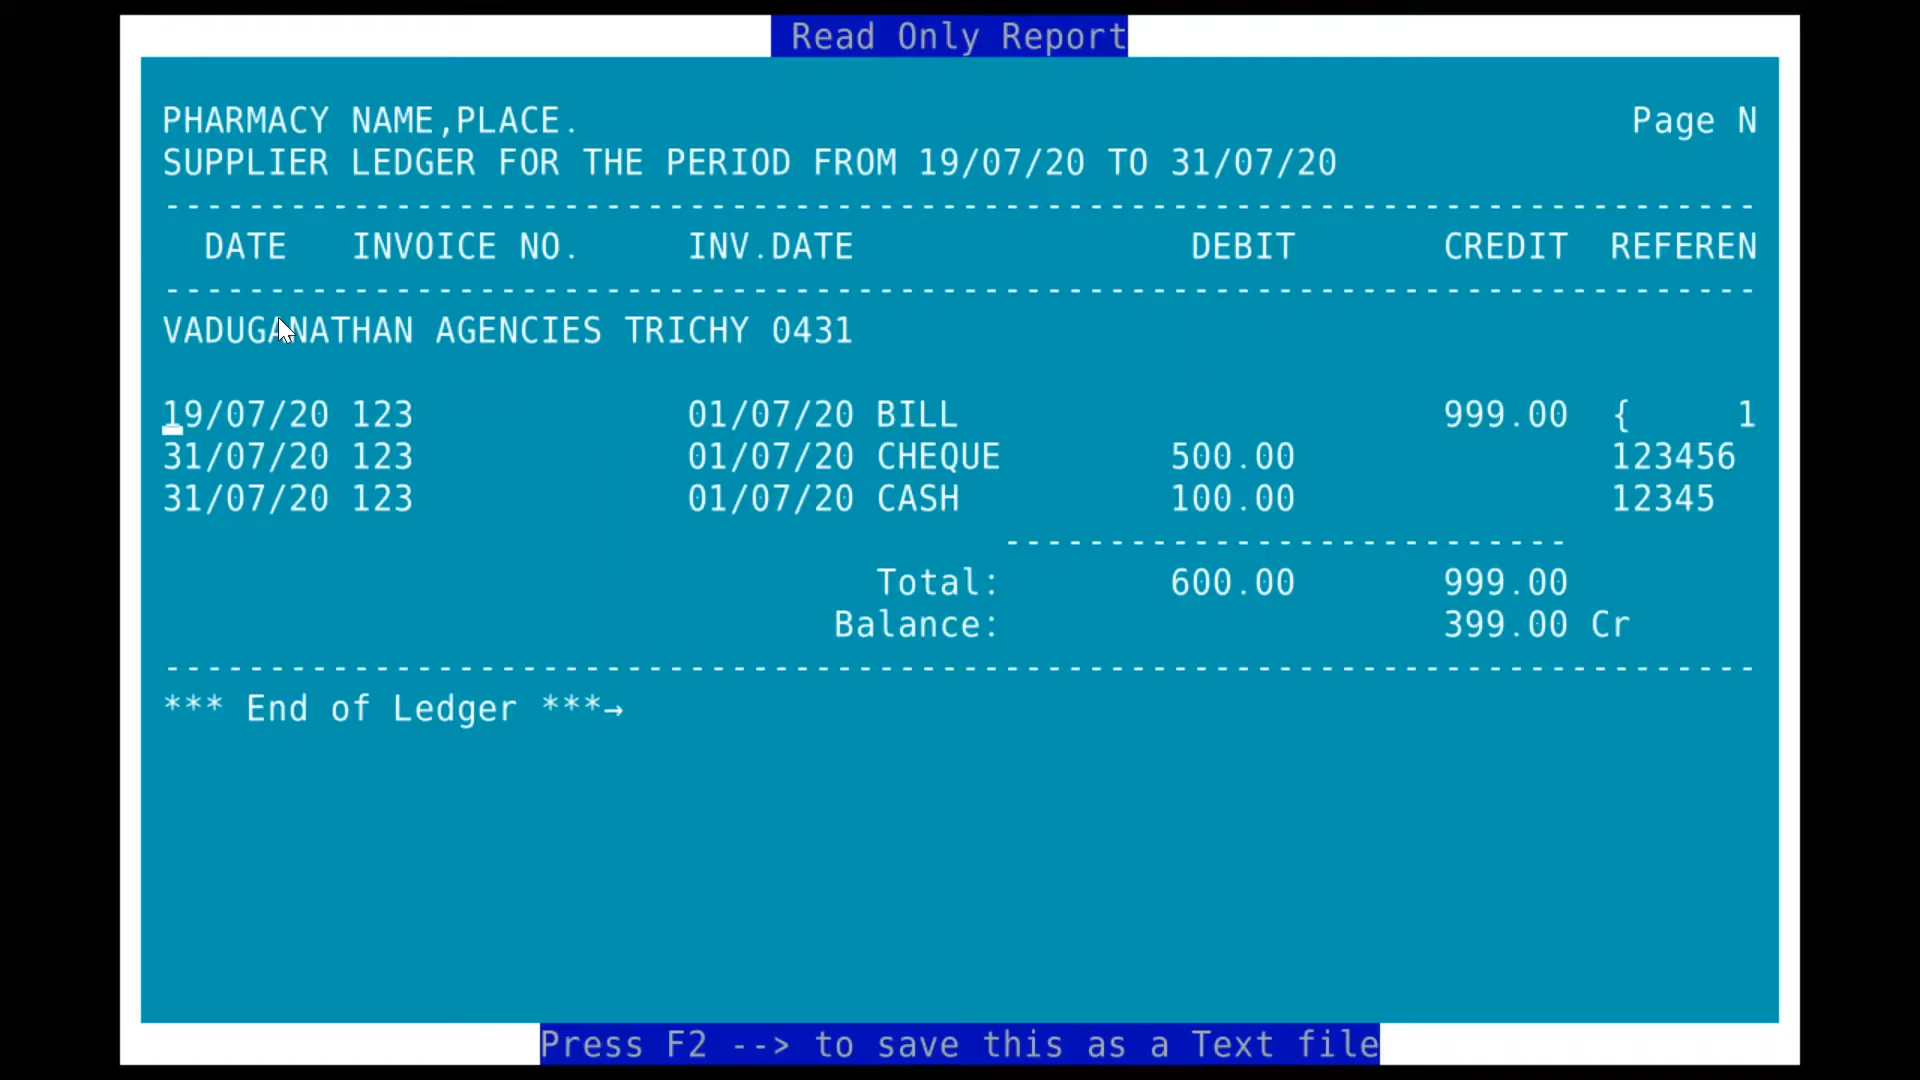 Read Only Report
PHARMACY NAME,PLACE. Page N
SUPPLIER LEDGER FOR THE PERIOD FROM 19/07/20 TO 31/07/20
----------------------------------------------------------------------------
DATE INVOICE NO. INV.DATE DEBIT CREDIT REFEREN
----------------------------------------------------------------------------
VADUGANATHAN AGENCIES TRICHY 0431
19/07/20 123 01/07/20 BILL 999.00 { 1
31/07/20 123 01/07/20 CHEQUE 500.00 123456
31/07/20 123 01/07/20 CASH 100.00 12345
---------------------------
Total: 600.00 999.00
Balance: 399.00 Cr
----------------------------------------------------------------------------
*** End of Ledger ***→
Press F2 --> to save this as a Text file